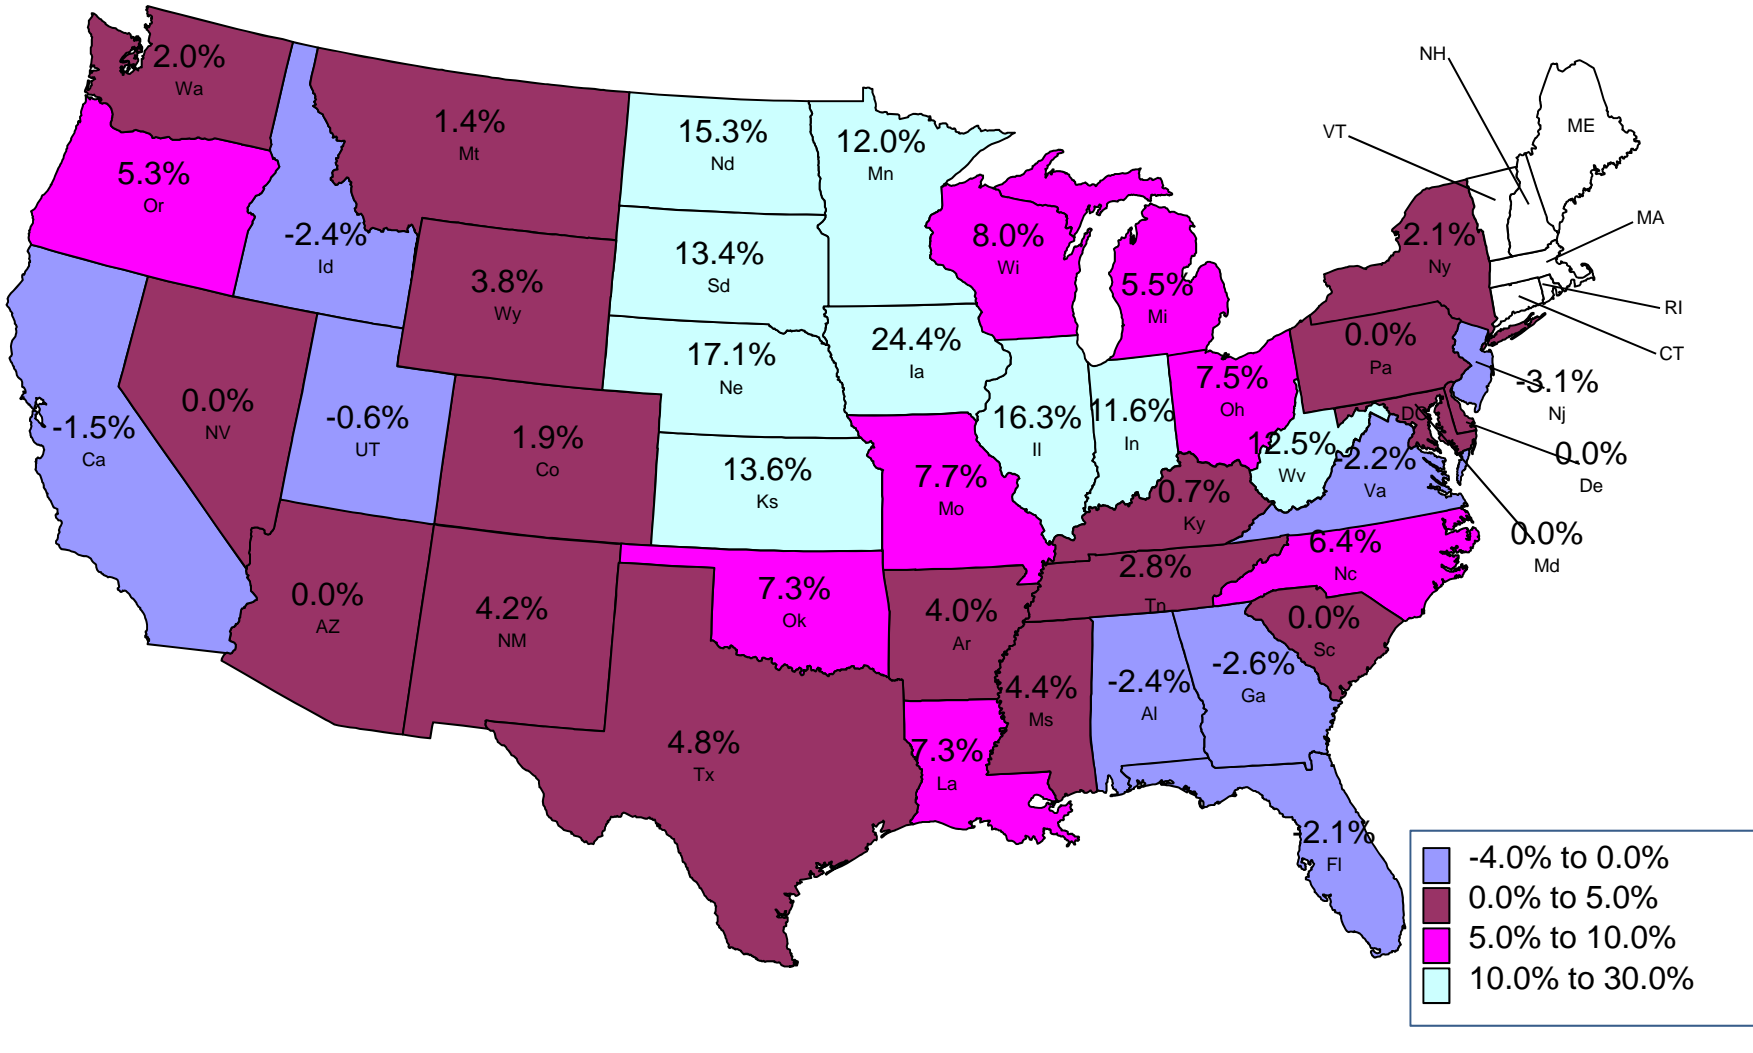 2.0%
Wa
5.3%
Or
-2.4%
Id
1.4%
Mt
3.8%
Wy
-1.5%
Ca
0.0%
NV
-0.6%
UT
1.9%
Co
0.0%
AZ
4.2%
NM
15.3%
Nd
13.4%
Sd
17.1%
Ne
13.6%
Ks
7.3%
Ok
4.8%
Tx
12.0%
Mn
24.4%
Ia
7.7%
Mo
4.0%
Ar
7.3%
La
8.0%
Wi
16.3%
Il
5.5%
Mi
11.6%
In
7.5%
Oh
0.7%
Ky
2.8%
Tn
4.4%
Ms
-2.4%
Al
-2.6%
Ga
-2.1%
Fl
0.0%
Sc
6.4%
Nc
-2.2%
Va
12.5%
Wv
0.0%
Pa
2.1%
Ny
DC
-3.1%
Nj
0.0%
De
0.0%
Md
NH
VT
ME
MA
RI
CT
-4.0% to 0.0%
0.0% to 5.0%
5.0% to 10.0%
10.0% to 30.0%